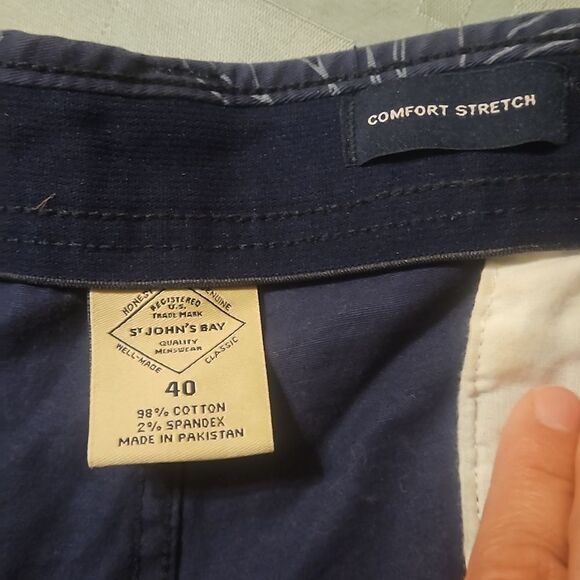 COMFORT STRETCH
HONEST
GENUINE
REGISTERED
U.S.
TRADE MARK
ST JOHN'S BAY
QUALITY
MENSWEAR
WELL-MADE
CLASSIC
40
98% COTTON
2% SPANDEX
MADE IN PAKISTAN